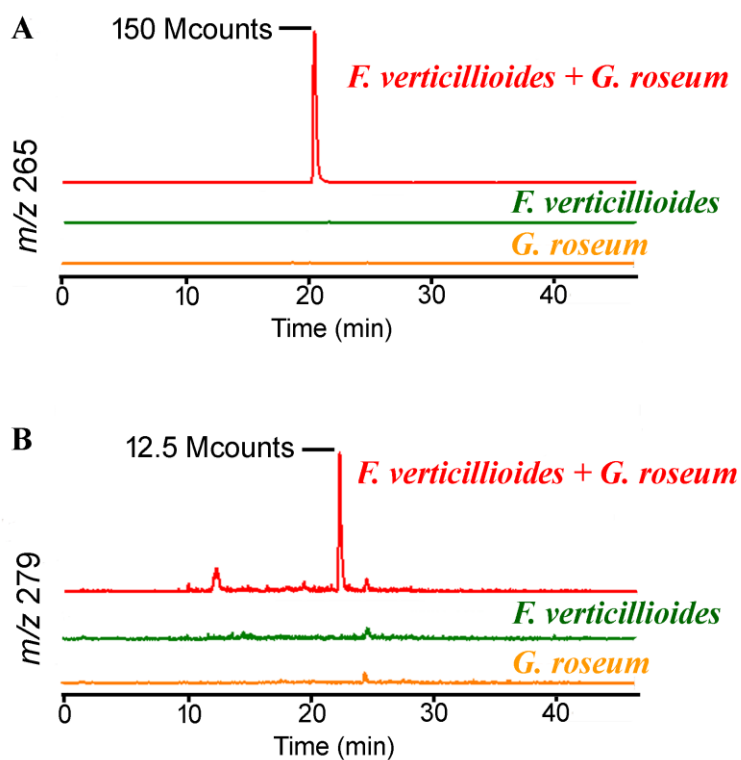 A
150 Mcounts
F. verticillioides + G. roseum
m/z 265
F. verticillioides
G. roseum
0 10 20 30 40
Time (min)
B
12.5 Mcounts
F. verticillioides + G. roseum
m/z 279
F. verticillioides
G. roseum
0 10 20 30 40
Time (min)